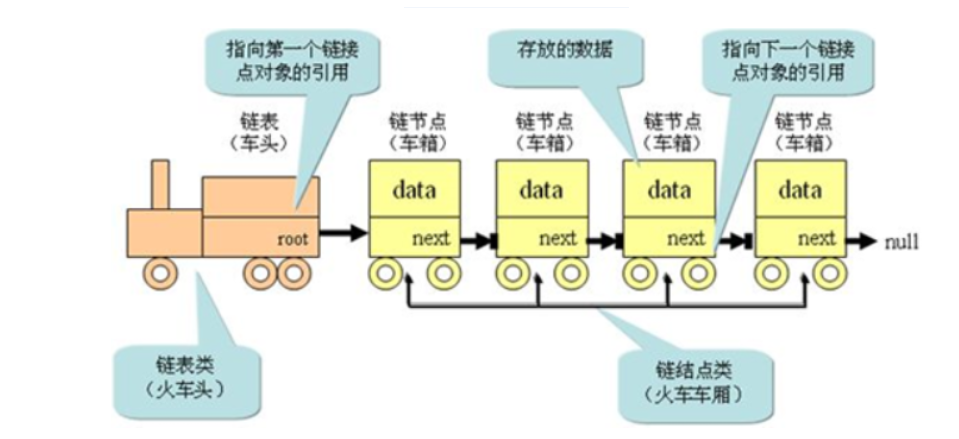 指向第一个链接
点对象的引用
存放的数据
指向下一个链接
点对象的引用
链表
（车头）
链节点
（车箱）
链节点
（车箱）
链节点
（车箱）
链节点
（车箱）
data
data
data
data
root
next
next
next
next
null
链表类
（火车头）
链结点类
（火车车厢）